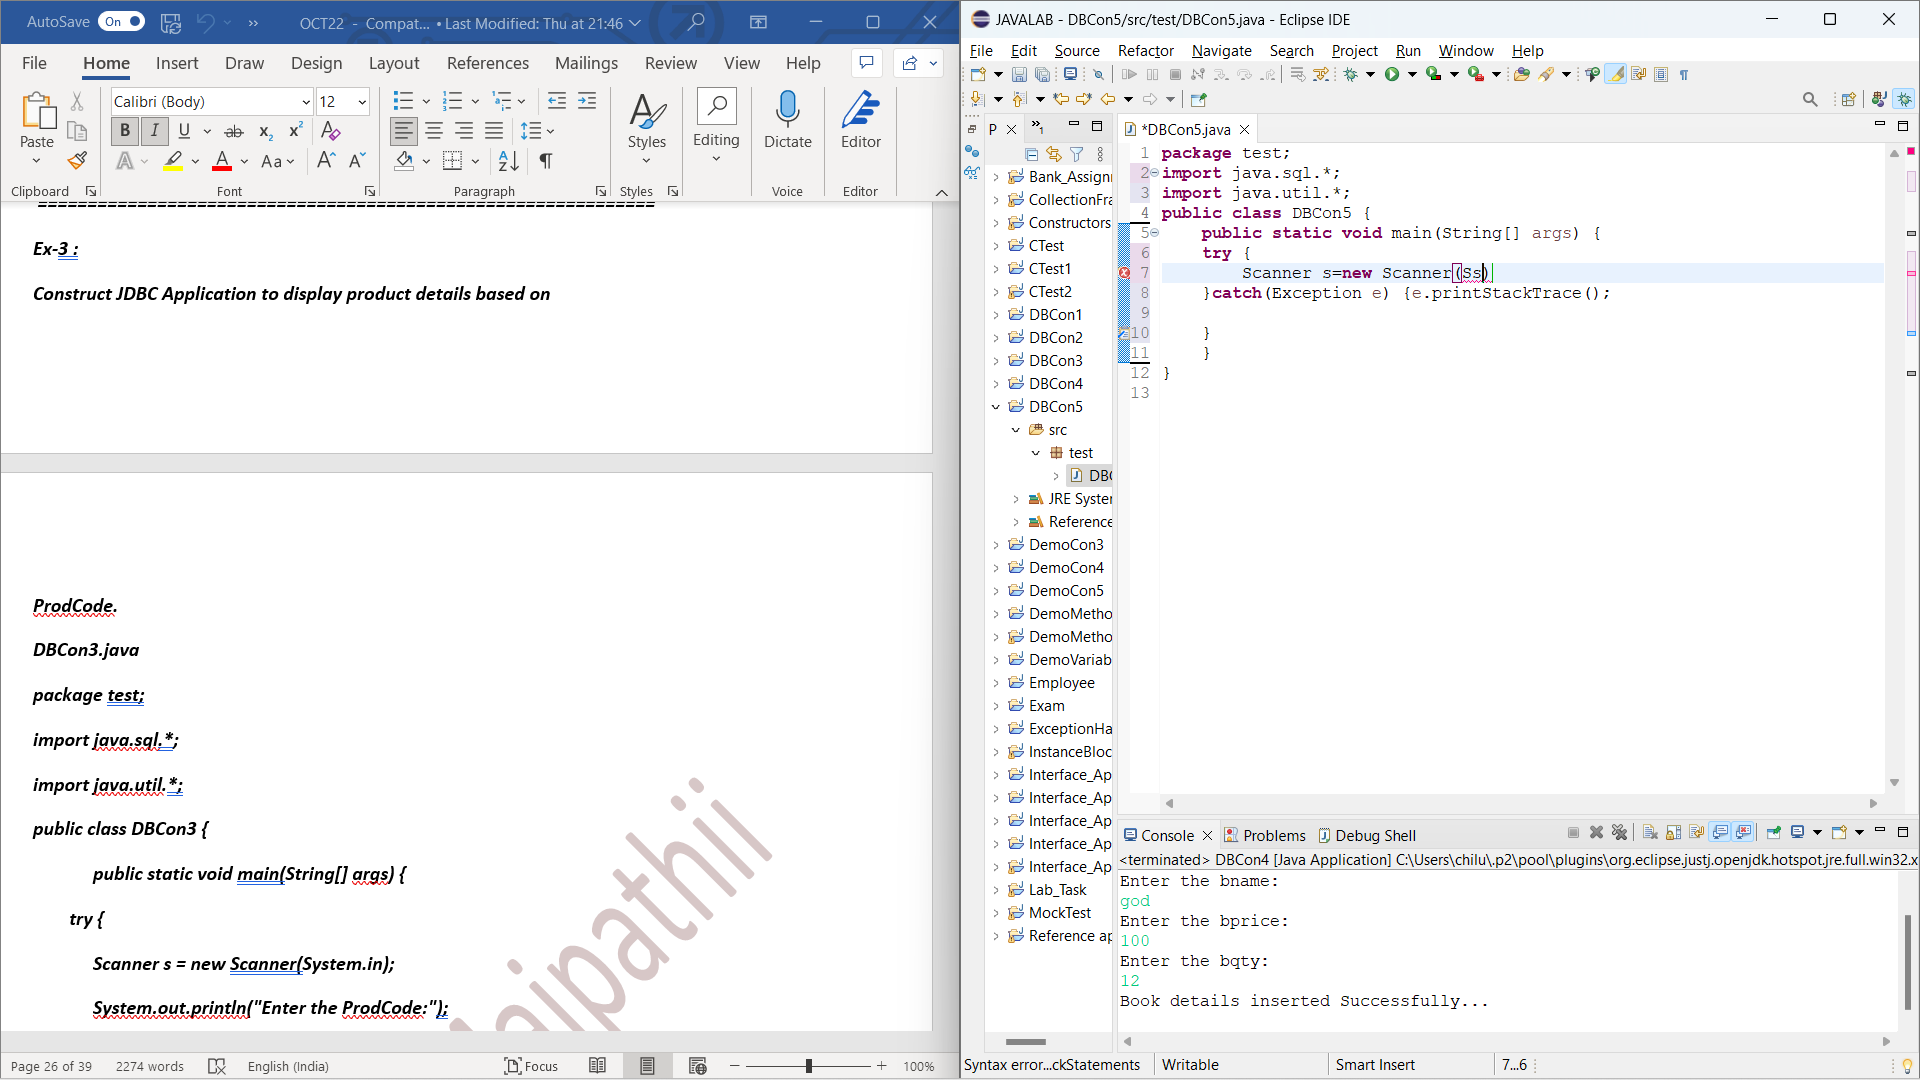 AutoSave On OCT22 - Compat... • Last Modified: Thu at 21:46
File Home Insert Draw Design Layout References Mailings Review View Help
Paste Calibri (Body) 12 Styles Editing Dictate Editor
B I U ab x₂ x² A
A A Aa A A
Clipboard Font Paragraph Styles Voice Editor
Ex-3 :
Construct JDBC Application to display product details based on
ProdCode.
DBCon3.java
package test;
import java.sql.*;
import java.util.*;
public class DBCon3 {
public static void main(String[] args) {
try {
Scanner s = new Scanner(System.in);
System.out.println("Enter the ProdCode:");
Page 26 of 39 2274 words English (India) Focus 100%
JAVALAB - DBCon5/src/test/DBCon5.java - Eclipse IDE
File Edit Source Refactor Navigate Search Project Run Window Help
P
Bank_Assignr
CollectionFra
Constructors
CTest
CTest1
CTest2
DBCon1
DBCon2
DBCon3
DBCon4
DBCon5
src
test
DBC
JRE System
Reference
DemoCon3
DemoCon4
DemoCon5
DemoMetho
DemoMetho
DemoVariab
Employee
Exam
ExceptionHa
InstanceBloc
Interface_Ap
Interface_Ap
Interface_Ap
Interface_Ap
Interface_Ap
Lab_Task
MockTest
Reference ap
*DBCon5.java
1 package test;
2 import java.sql.*;
3 import java.util.*;
4 public class DBCon5 {
5 public static void main(String[] args) {
6 try {
7 Scanner s=new Scanner(Ss)
8 }catch(Exception e) {e.printStackTrace();
9
10 }
11 }
12 }
13
Console Problems Debug Shell
<terminated> DBCon4 [Java Application] C:\Users\chilu\.p2\pool\plugins\org.eclipse.justj.openjdk.hotspot.jre.full.win32.x
Enter the bname:
god
Enter the bprice:
100
Enter the bqty:
12
Book details inserted Successfully...
Syntax error...ckStatements Writable Smart Insert 7...6